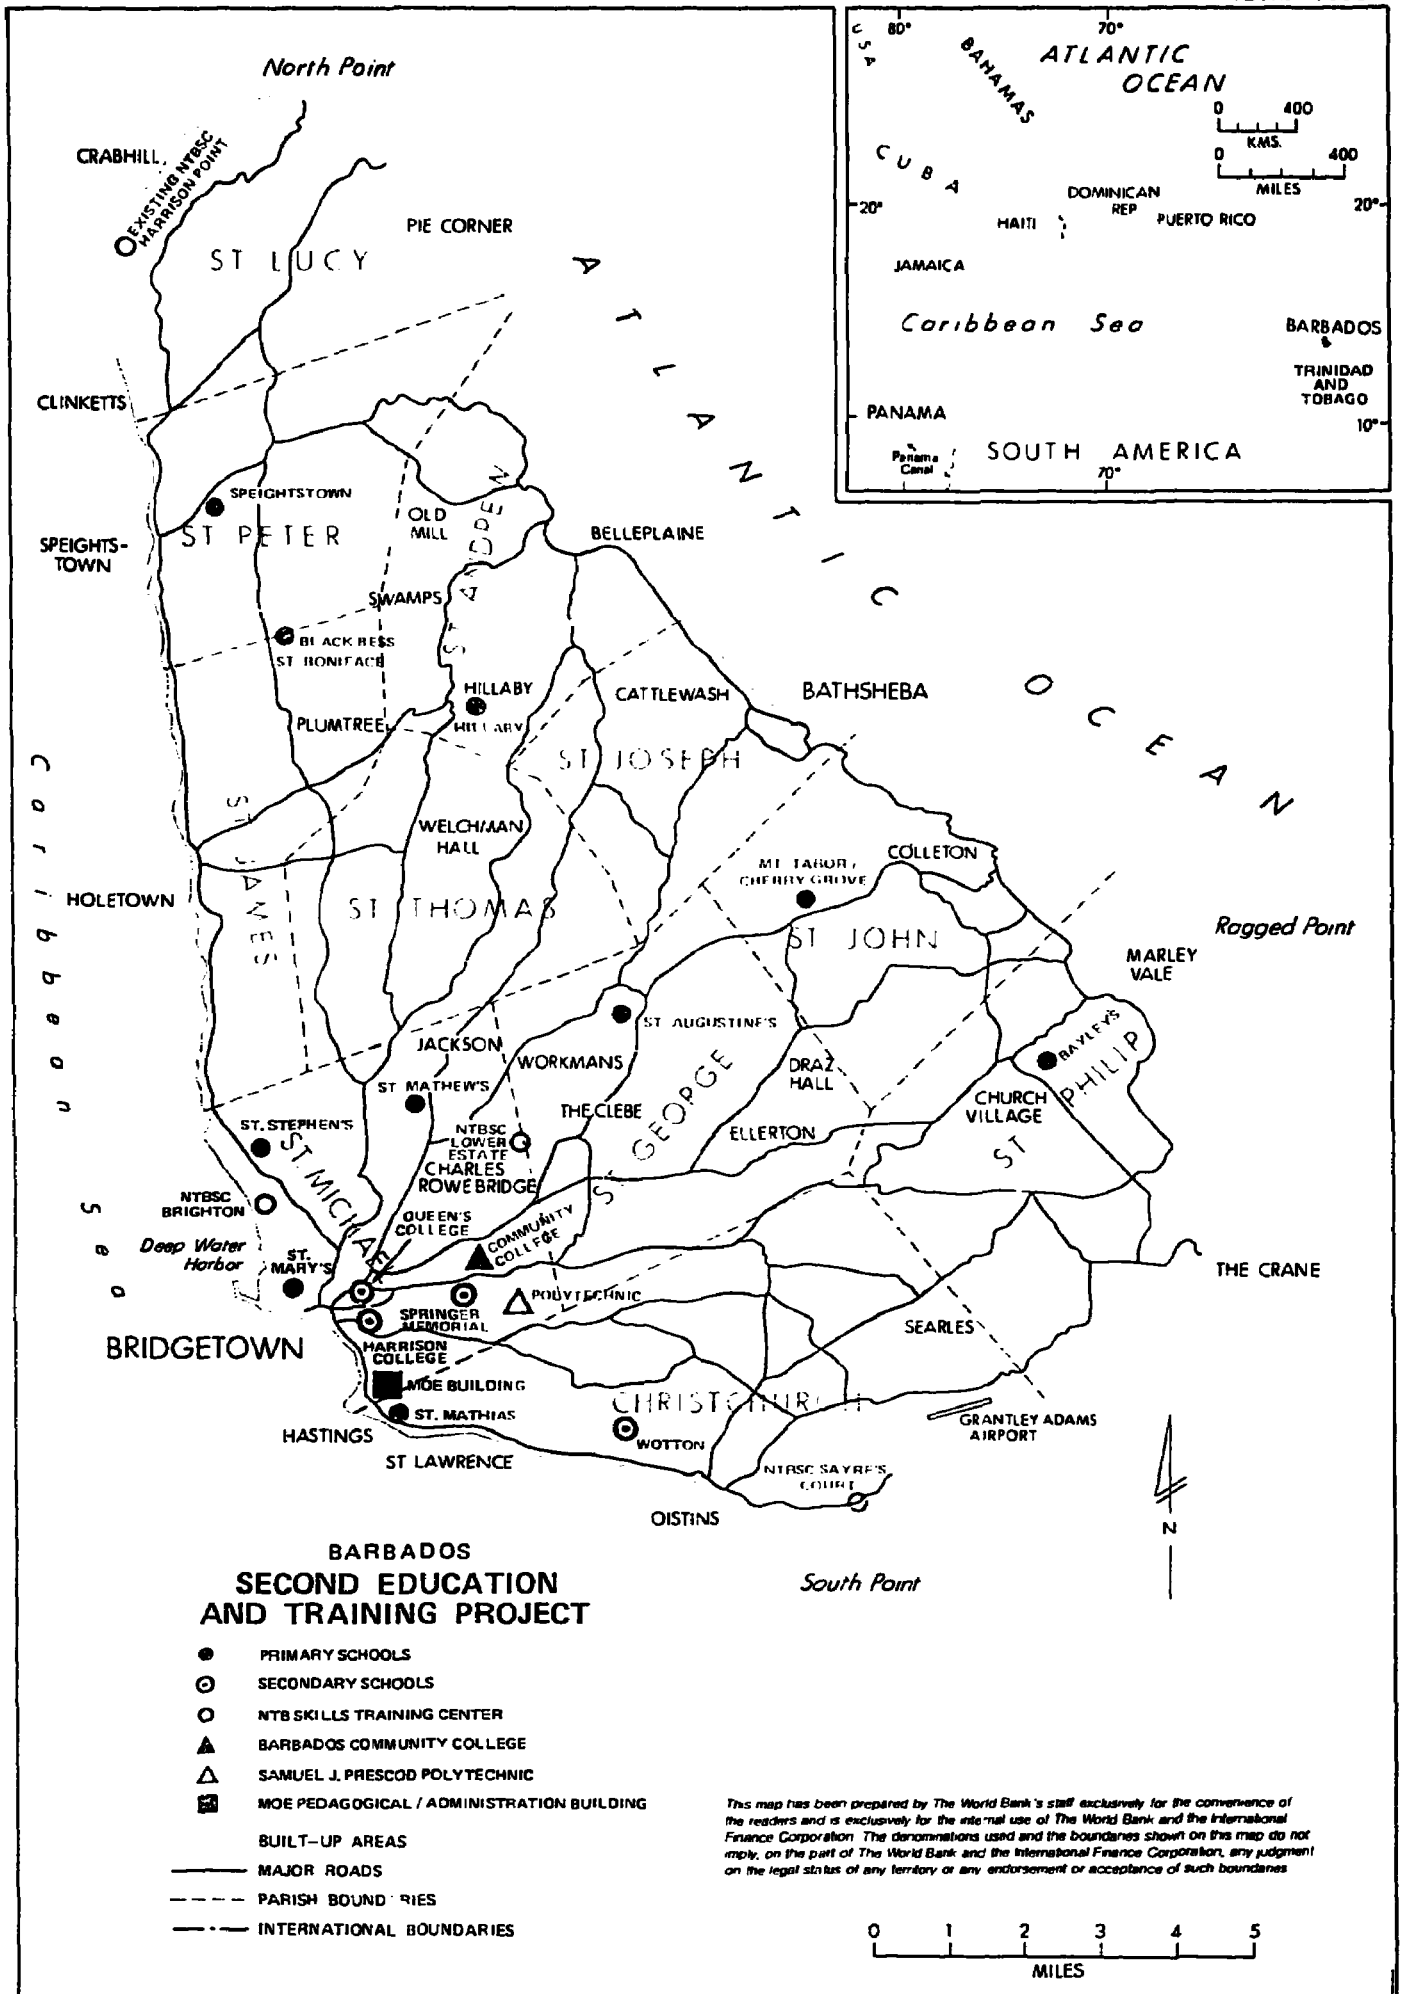 North Point
CRABHILL
EXISTING NTBSC
HARRISON POINT
PIE CORNER
ST LUCY
ATLANTIC OCEAN
CLINKETTS
SPEIGHTSTOWN
ST PETER
OLD
MILL
SPEIGHTS-
TOWN
BELLEPLAINE
SWAMPS
BLACK BESS
ST. BONIFACE
HILLABY
HILLABY
CATTLEWASH
BATHSHEBA
PLUMTREE
ST JOSEPH
ST JAMES
WELCHMAN
HALL
MT TABOR /
CHERRY GROVE
COLLETON
HOLETOWN
ST THOMAS
ST JOHN
Ragged Point
MARLEY
VALE
Caribbean Sea
ST AUGUSTINE'S
JACKSON
WORKMANS
BAYLEY'S
ST MATHEW'S
DRAZ
HALL
CHURCH
VILLAGE
ST PHILIP
THE CLEBE
ST. STEPHEN'S
NTBSC
LOWER
ESTATE
ELLERTON
ST GEORGE
ST. MICHAEL
CHARLES
ROWE BRIDGE
NTBSC
BRIGHTON
QUEEN'S
COLLEGE
COMMUNITY
COLLEGE
Deep Water
Harbor
ST.
MARY'S
THE CRANE
POLYTECHNIC
SPRINGER
MEMORIAL
SEARLES
BRIDGETOWN
HARRISON
COLLEGE
MOE BUILDING
CHRISTCHURCH
ST. MATHIAS
GRANTLEY ADAMS
AIRPORT
HASTINGS
WOTTON
ST LAWRENCE
NTBSC SAYRE'S
COURT
OISTINS
N
South Point
USA
80°
70°
BAHAMAS
ATLANTIC
OCEAN
0 400
KMS.
0 400
MILES
CUBA
DOMINICAN
REP
20°
HAITI
PUERTO RICO
20°
JAMAICA
Caribbean Sea
BARBADOS
TRINIDAD
AND
TOBAGO
PANAMA
10°
Panama
Canal
SOUTH AMERICA
70°
BARBADOS
SECOND EDUCATION
AND TRAINING PROJECT
PRIMARY SCHOOLS
SECONDARY SCHOOLS
NTB SKILLS TRAINING CENTER
BARBADOS COMMUNITY COLLEGE
SAMUEL J. PRESCOD POLYTECHNIC
MOE PEDAGOGICAL / ADMINISTRATION BUILDING
BUILT-UP AREAS
MAJOR ROADS
PARISH BOUND RIES
INTERNATIONAL BOUNDARIES
This map has been prepared by The World Bank's staff exclusively for the convenience of
the readers and is exclusively for the internal use of The World Bank and the International
Finance Corporation The denominations used and the boundaries shown on this map do not
imply, on the part of The World Bank and the International Finance Corporation, any judgment
on the legal status of any territory or any endorsement or acceptance of such boundaries
0 1 2 3 4 5
MILES